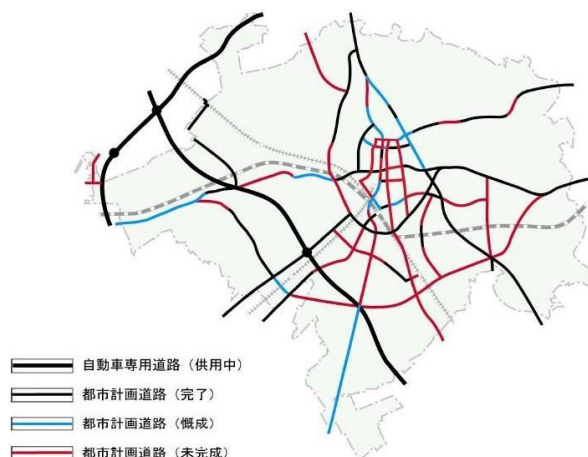 自動車専用道路（供用中）
都市計画道路（完了）
都市計画道路（慨成）
都市計画道路（未完成）